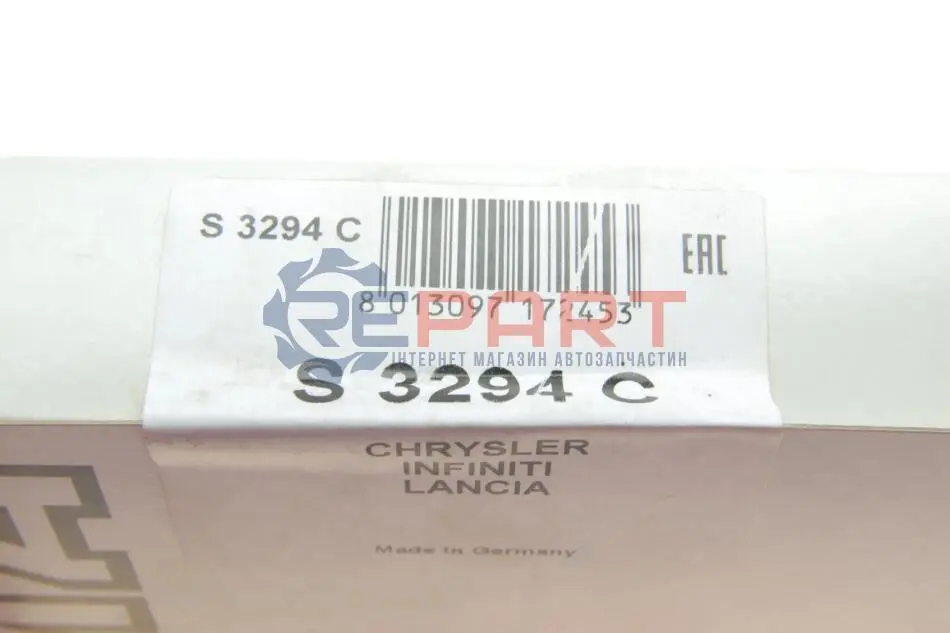 S 3294 C
EAC
8 013097 172453
REPART
ІНТЕРНЕТ МАГАЗИН АВТОЗАПЧАСТИН
S 3294 C
CHRYSLER
INFINITI
LANCIA
Made in Germany